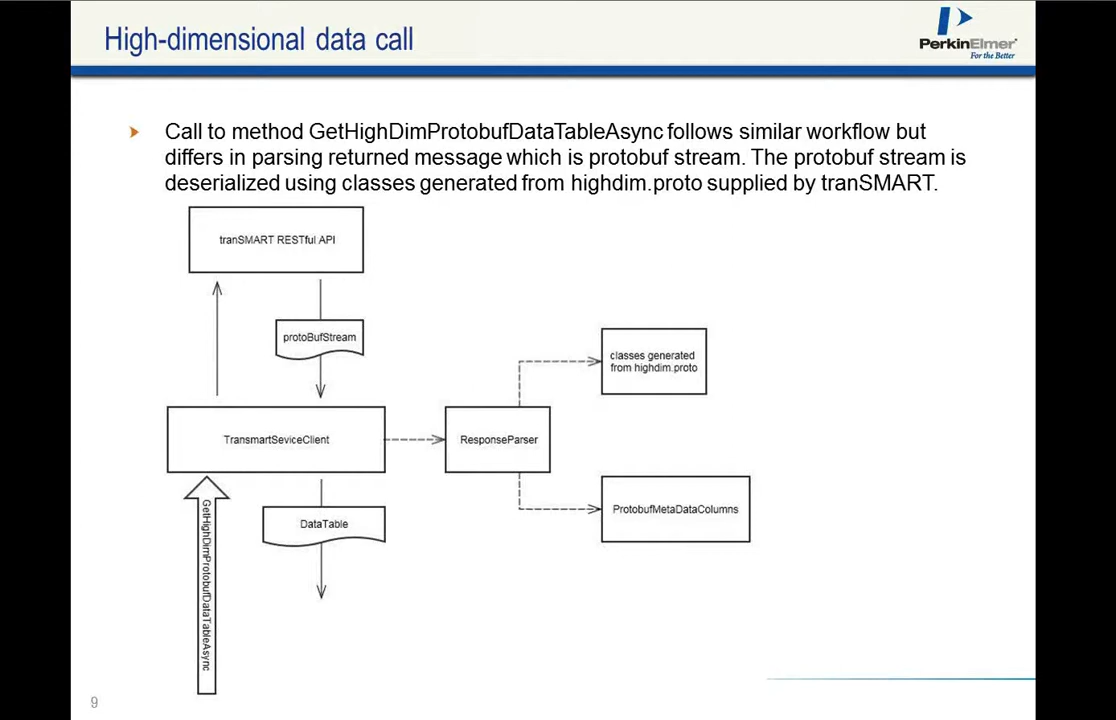 High-dimensional data call
PerkinElmer
For the Better
Call to method GetHighDimProtobufDataTableAsync follows similar workflow but
differs in parsing returned message which is protobuf stream. The protobuf stream is
deserialized using classes generated from highdim.proto supplied by tranSMART.
tranSMART RESTful API
protoBufStream
classes generated
from highdim.proto
TransmartSeviceClient
ResponseParser
ProtobufMetaDataColumns
DataTable
GetHighDimProtobufDataTableAsync
9